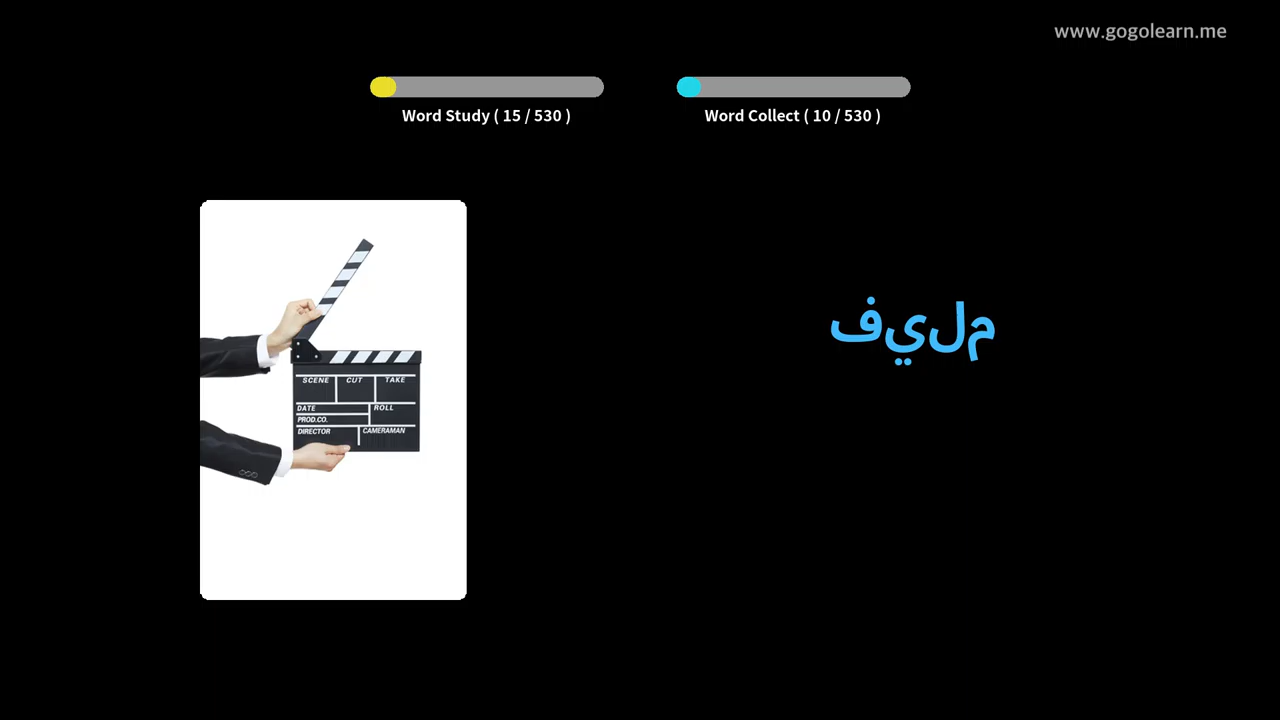 www.gogolearn.me
Word Study ( 15 / 530 )
Word Collect ( 10 / 530 )
SCENE CUT TAKE
DATE ROLL
PROD.CO.
DIRECTOR CAMERAMAN
م‌ل‌ي‌ف